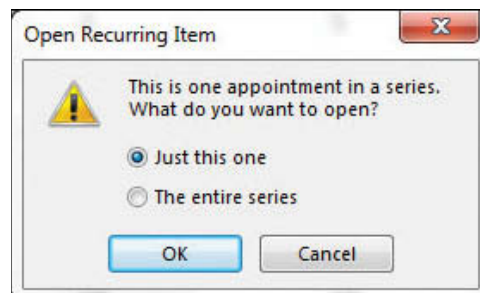 Open Recurring Item
This is one appointment in a series.
What do you want to open?
Just this one
The entire series
OK
Cancel